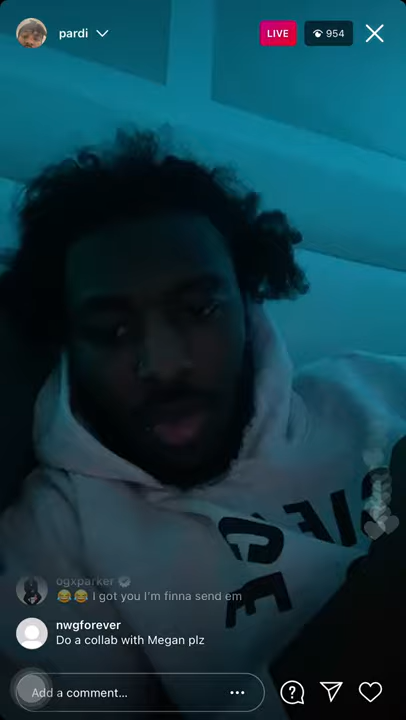 pardi
LIVE
954
ogxparker
😂😂 I got you I'm finna send em
nwgforever
Do a collab with Megan plz
Add a comment...